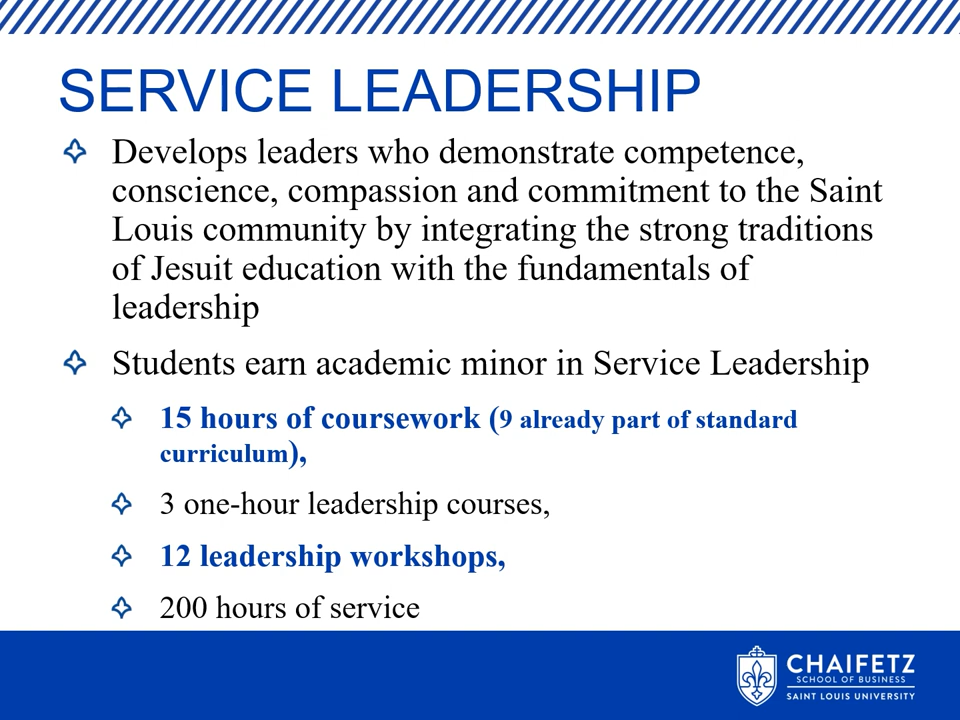 SERVICE LEADERSHIP
Develops leaders who demonstrate competence,
conscience, compassion and commitment to the Saint
Louis community by integrating the strong traditions
of Jesuit education with the fundamentals of
leadership
Students earn academic minor in Service Leadership
15 hours of coursework (9 already part of standard
curriculum),
3 one-hour leadership courses,
12 leadership workshops,
200 hours of service
CHAIFETZ
SCHOOL OF BUSINESS
SAINT LOUIS UNIVERSITY